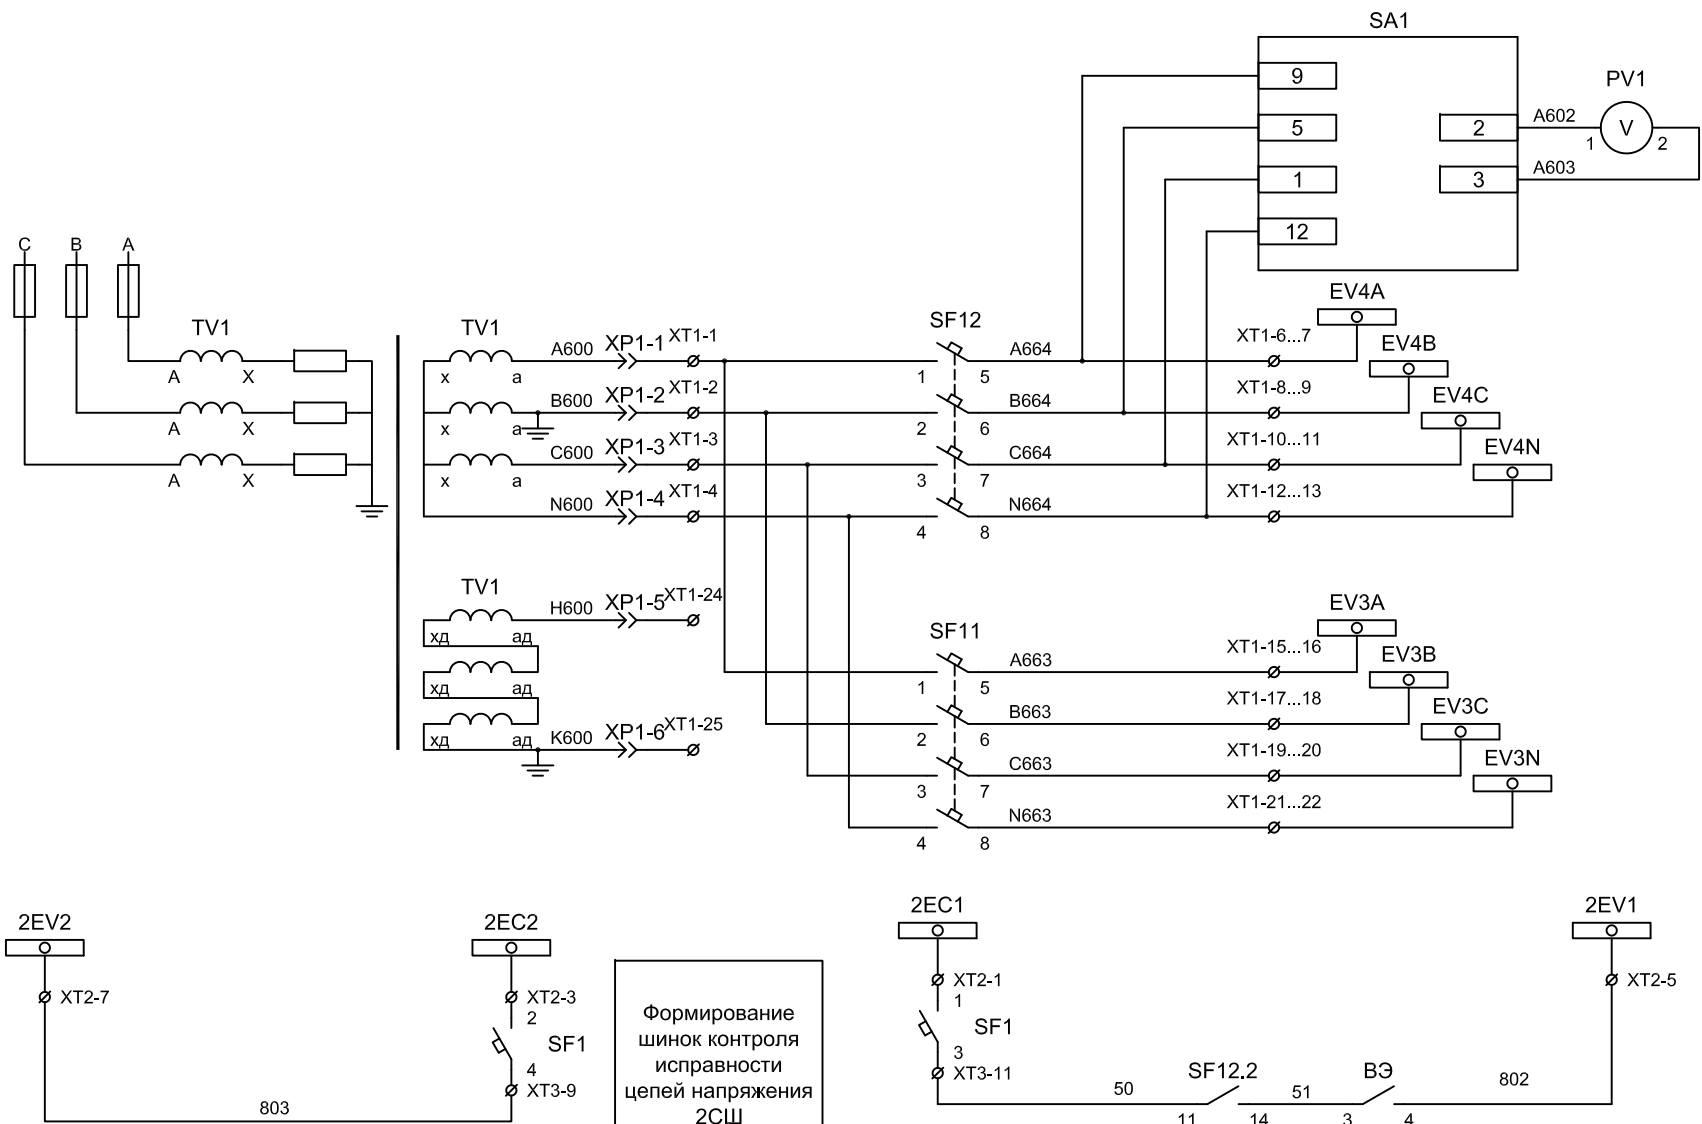 SA1
9
PV1
A602
5
2
1
V
2
A603
1
3
12
C
B
A
EV4A
TV1
TV1
A600
XP1-1
XT1-1
SF12
A664
XT1-6...7
EV4B
A
X
x
a
1
5
B600
XP1-2
XT1-2
B664
XT1-8...9
EV4C
A
X
x
a
2
6
C600
XP1-3
XT1-3
C664
XT1-10...11
EV4N
A
X
x
a
3
7
N600
XP1-4
XT1-4
N664
XT1-12...13
4
8
TV1
H600
XP1-5
XT1-24
EV3A
хд
ад
SF11
A663
XT1-15...16
EV3B
хд
ад
1
5
B663
XT1-17...18
EV3C
хд
ад
K600
XP1-6
XT1-25
2
6
C663
XT1-19...20
EV3N
3
7
N663
XT1-21...22
4
8
2EV2
2EC2
2EC1
2EV1
XT2-7
XT2-3
2
SF1
4
XT3-9
803
Формирование
шинок контроля
исправности
цепей напряжения
2СШ
XT2-1
1
SF1
3
XT3-11
XT2-5
50
SF12.2
51
ВЭ
802
11
14
3
4